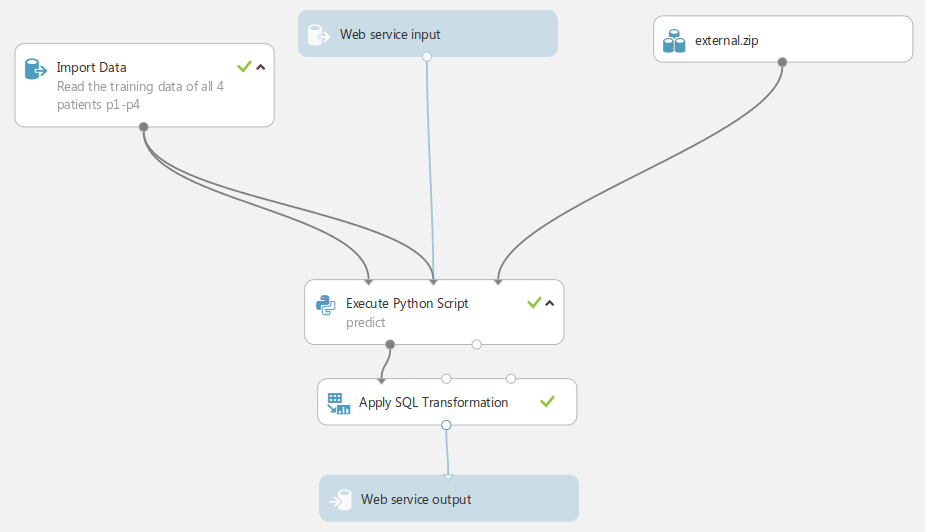 Web service input
external.zip
Import Data
Read the training data of all 4
patients p1-p4
Execute Python Script
predict
Apply SQL Transformation
Web service output